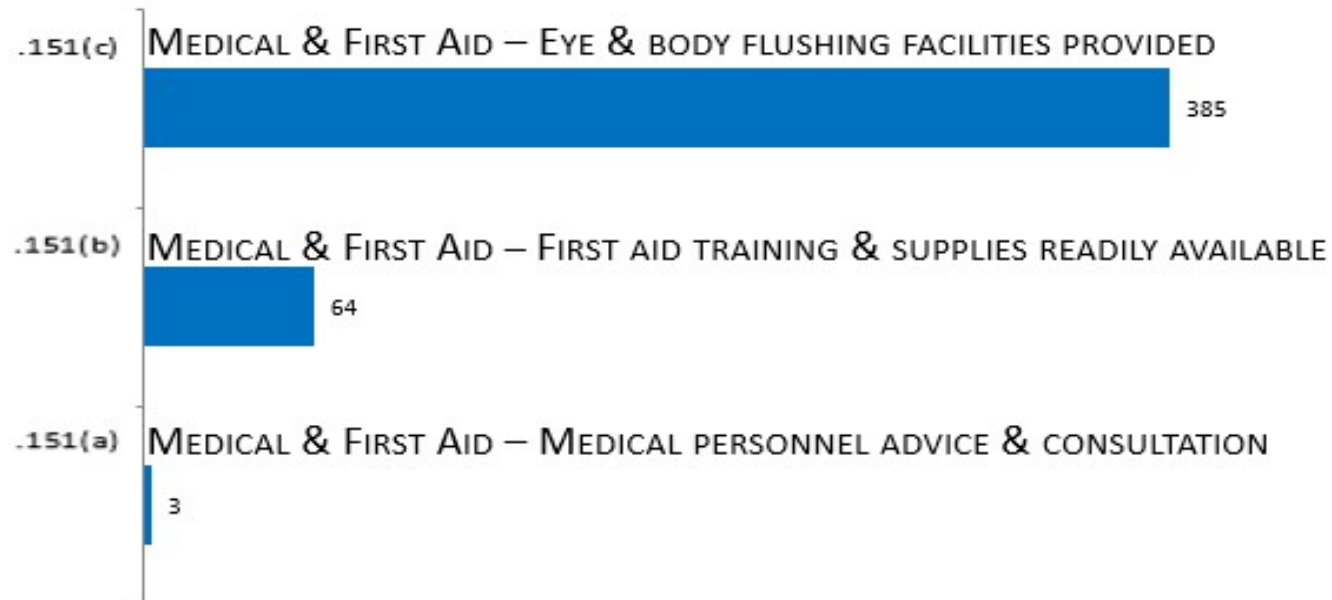 .151(c) Medical & First Aid – Eye & body flushing facilities provided
385
.151(b) Medical & First Aid – First aid training & supplies readily available
64
.151(a) Medical & First Aid – Medical personnel advice & consultation
3